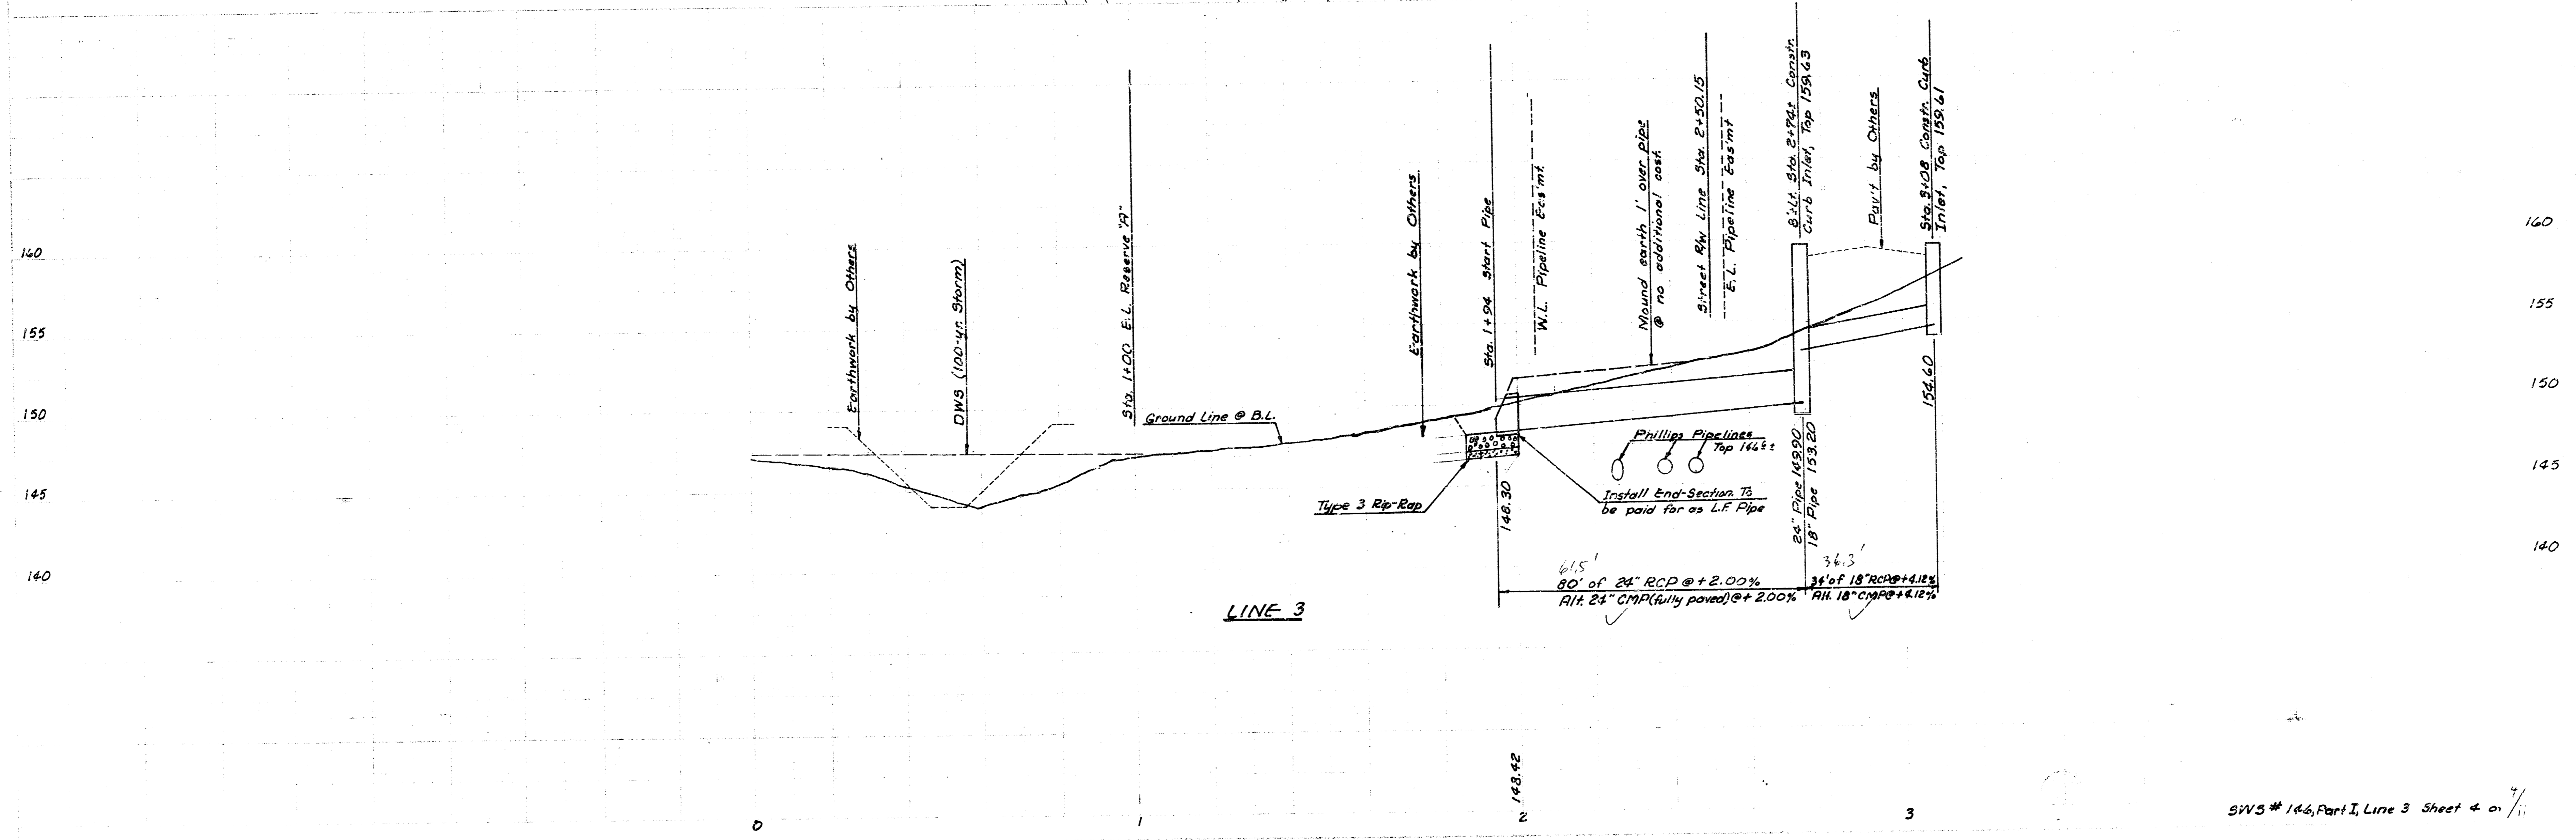 160
155
150
145
140
Earthwork by Others
DWS (100-yr. Storm)
Sta. 1+00 E.L. Reserve "A"
Ground Line @ B.L.
Earthwork by Others
Sta. 1+94 Start Pipe
W.L. Pipeline Eas'mt.
Mound earth 1' over pipe
@ no additional cost.
Street R/W Line Sta. 2+50.15
E.L. Pipeline Eas'mt
8'±Lt. Sta. 2+74± Constr.
Curb Inlet, Top 159.63
Pav't by Others
Sta. 3+08 Constr. Curb
Inlet, Top 159.61
160
155
150
145
140
Phillips Pipelines
Top 146±
Type 3 Rip-Rap
148.30
Install End-Section. To
be paid for as L.F. Pipe
24" Pipe 149.90
18" Pipe 153.20
154.60
61.5'
80' of 24" RCP @ +2.00%
Alt. 24" CMP (fully paved) @ + 2.00%
34.3'
34' of 18" RCP @ +4.12%
Alt. 18" CMP @ +4.12%
LINE 3
148.42
0
1
2
3
SWS # 146, Part I, Line 3 Sheet 4 of 4/11